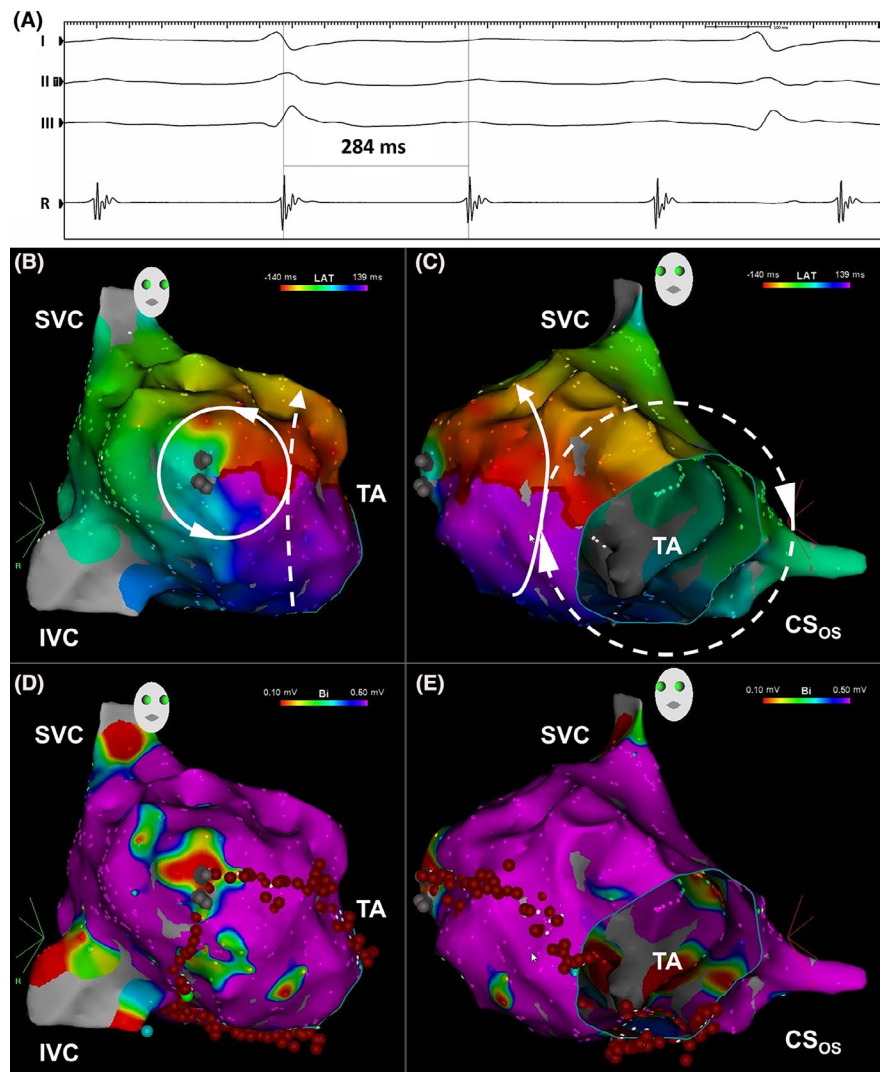 (A)
100 ms
I
II
III
284 ms
R
(B)
-140 ms LAT 139 ms
SVC
TA
R
IVC
(C)
-140 ms LAT 139 ms
SVC
TA
CSOS
(D)
0.10 mV Bi 0.50 mV
SVC
TA
R
IVC
(E)
0.10 mV Bi 0.50 mV
SVC
TA
CSOS